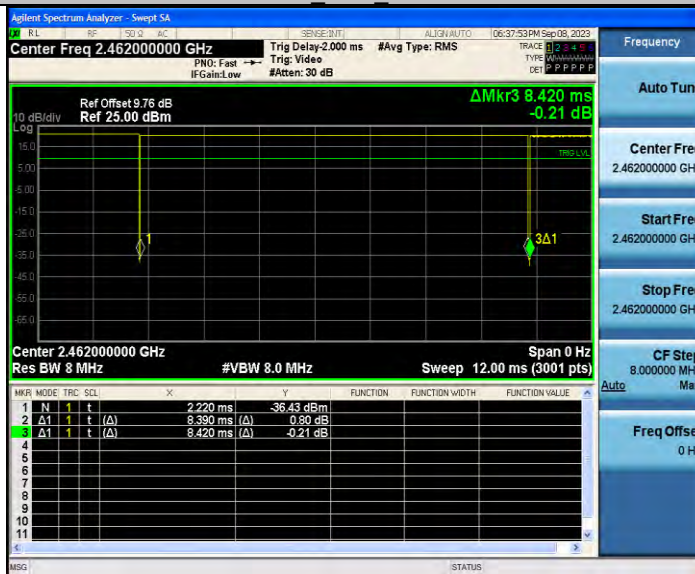 Agilent Spectrum Analyzer - Swept SA
RL RF 50 Ω AC SENSE:INT ALIGN AUTO 06:37:53 PM Sep 08, 2023
Center Freq 2.462000000 GHz Trig Delay-2.000 ms #Avg Type: RMS TRACE 1 2 3 4 5 6
PNO: Fast Trig: Video TYPE W
IFGain:Low #Atten: 30 dB DET P P P P P P
Frequency
Auto Tun
Center Fre
2.462000000 GH
Start Fre
2.462000000 GH
Stop Fre
2.462000000 GH
CF Step
8.000000 MH
Auto Ma
Freq Offse
0 H
ΔMkr3 8.420 ms
-0.21 dB
Ref Offset 9.76 dB
10 dB/div Ref 25.00 dBm
Log
15.0
5.00
-5.00
-15.0
-25.0
-35.0
-45.0
-55.0
-65.0
TRIG LVL
1
3Δ1
Center 2.462000000 GHz Span 0 Hz
Res BW 8 MHz #VBW 8.0 MHz Sweep 12.00 ms (3001 pts)
MKR MODE TRC SCL X Y FUNCTION FUNCTION WIDTH FUNCTION VALUE
1 N 1 t 2.220 ms -36.43 dBm
2 Δ1 1 t (Δ) 8.390 ms (Δ) 0.80 dB
3 Δ1 1 t (Δ) 8.420 ms (Δ) -0.21 dB
4
5
6
7
8
9
10
11
MSG STATUS